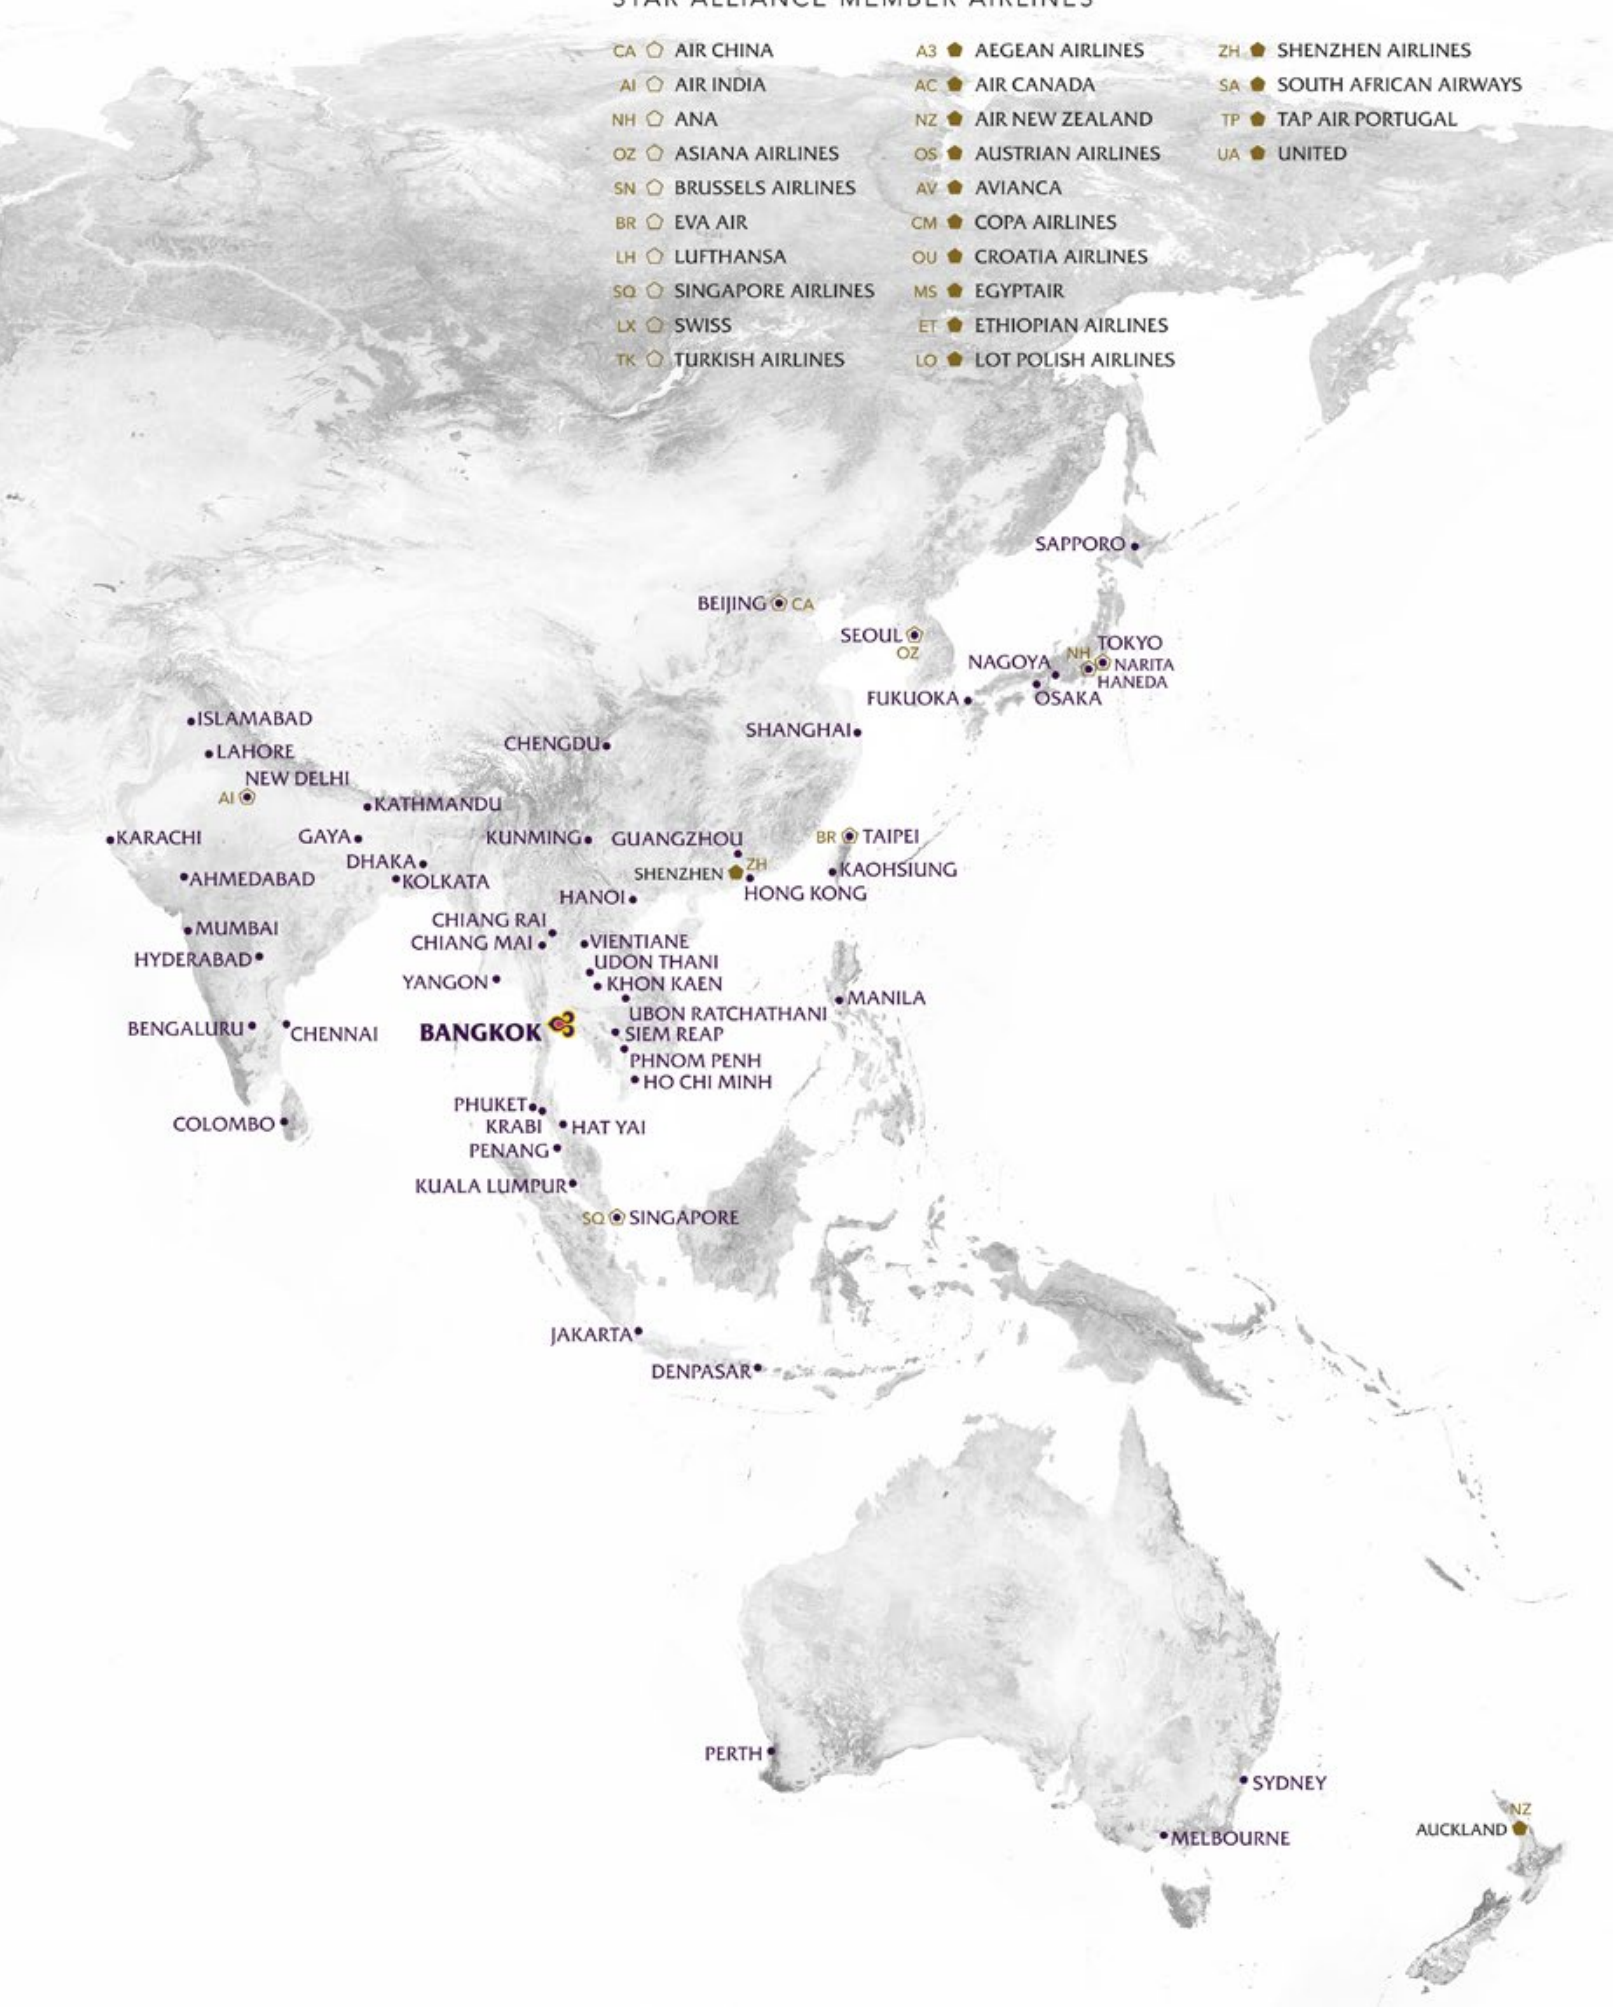 STAR ALLIANCE MEMBER AIRLINES
CA AIR CHINA
AI AIR INDIA
NH ANA
OZ ASIANA AIRLINES
SN BRUSSELS AIRLINES
BR EVA AIR
LH LUFTHANSA
SQ SINGAPORE AIRLINES
LX SWISS
TK TURKISH AIRLINES
A3 AEGEAN AIRLINES
AC AIR CANADA
NZ AIR NEW ZEALAND
OS AUSTRIAN AIRLINES
AV AVIANCA
CM COPA AIRLINES
OU CROATIA AIRLINES
MS EGYPTAIR
ET ETHIOPIAN AIRLINES
LO LOT POLISH AIRLINES
ZH SHENZHEN AIRLINES
SA SOUTH AFRICAN AIRWAYS
TP TAP AIR PORTUGAL
UA UNITED
SAPPORO
BEIJING CA
SEOUL
OZ
TOKYO
NH
NARITA
HANEDA
NAGOYA
OSAKA
FUKUOKA
SHANGHAI
CHENGDU
ISLAMABAD
LAHORE
NEW DELHI
AI
KATHMANDU
KARACHI
GAYA
KUNMING
GUANGZHOU
BR TAIPEI
DHAKA
AHMEDABAD
KOLKATA
SHENZHEN ZH
KAOHSIUNG
HONG KONG
HANOI
CHIANG RAI
MUMBAI
CHIANG MAI
VIENTIANE
HYDERABAD
UDON THANI
YANGON
KHON KAEN
MANILA
UBON RATCHATHANI
BENGALURU
CHENNAI
BANGKOK
SIEM REAP
PHNOM PENH
HO CHI MINH
PHUKET
COLOMBO
KRABI
HAT YAI
PENANG
KUALA LUMPUR
SQ SINGAPORE
JAKARTA
DENPASAR
PERTH
SYDNEY
NZ
AUCKLAND
MELBOURNE